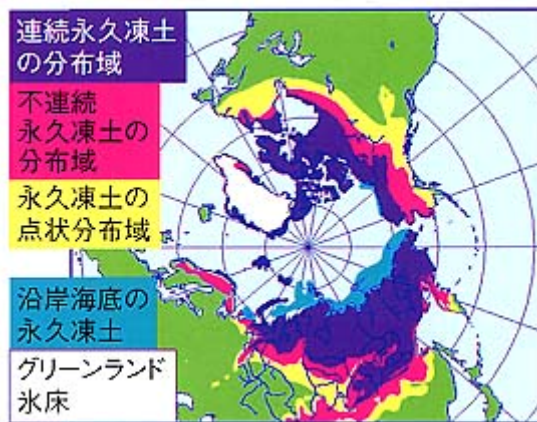 連続永久凍土
の分布域
不連続
永久凍土の
分布域
永久凍土の
点状分布域
沿岸海底の
永久凍土
グリーンランド
氷床